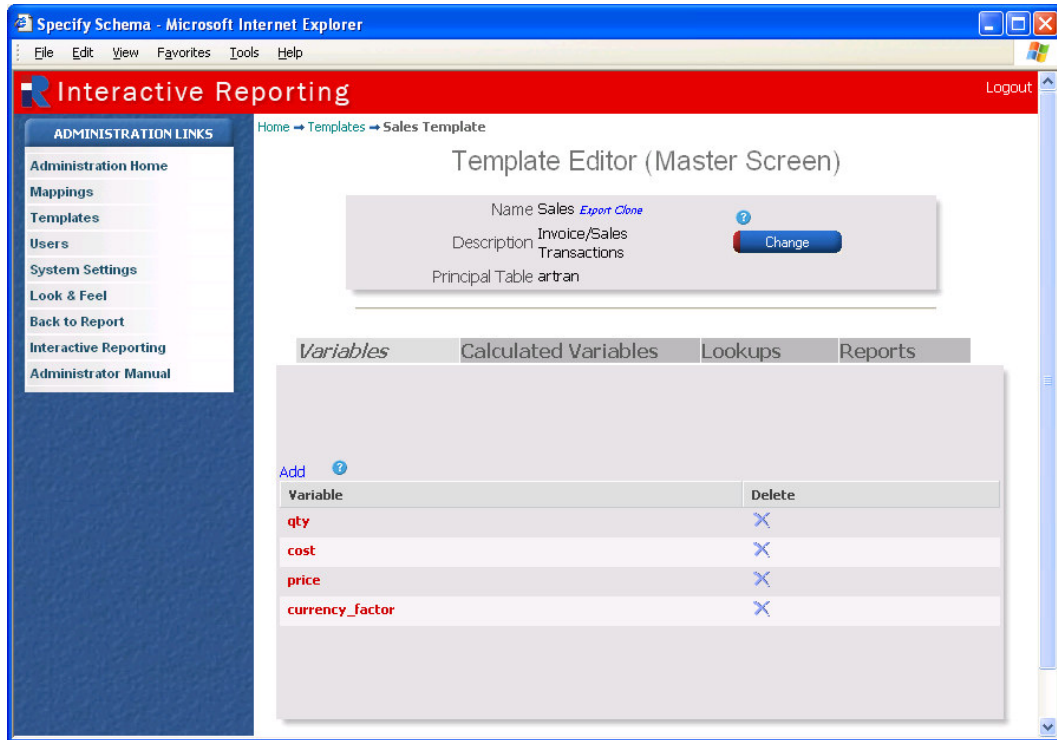 Specify Schema - Microsoft Internet Explorer
File Edit View Favorites Tools Help
Interactive Reporting
Logout
ADMINISTRATION LINKS
Administration Home
Mappings
Templates
Users
System Settings
Look & Feel
Back to Report
Interactive Reporting
Administrator Manual
Home → Templates → Sales Template
Template Editor (Master Screen)
Name Sales Export Clone
Description Invoice/Sales
Transactions
Principal Table artran
?
Change
Variables Calculated Variables Lookups Reports
Add ?
Variable Delete
qty
cost
price
currency_factor